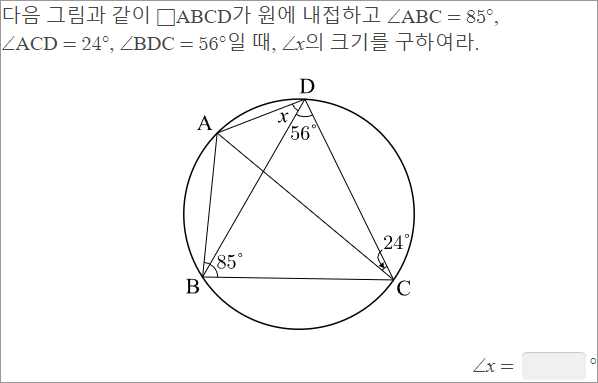 다음 그림과 같이 □ABCD가 원에 내접하고 ∠ABC = 85°,
∠ACD = 24°, ∠BDC = 56°일 때, ∠x의 크기를 구하여라.
D
A
x
56°
24°
85°
B
C
∠x = °